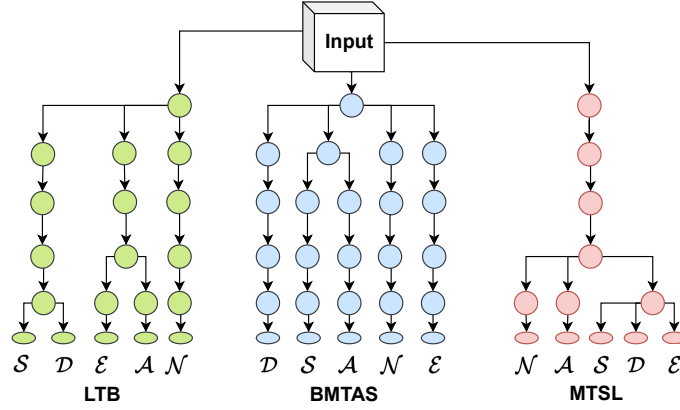 Input
𝒮 𝒟 ℰ 𝒜 𝒩 𝒟 𝒮 𝒜 𝒩 ℰ 𝒩 𝒜 𝒮 𝒟 ℰ
LTB BMTAS MTSL